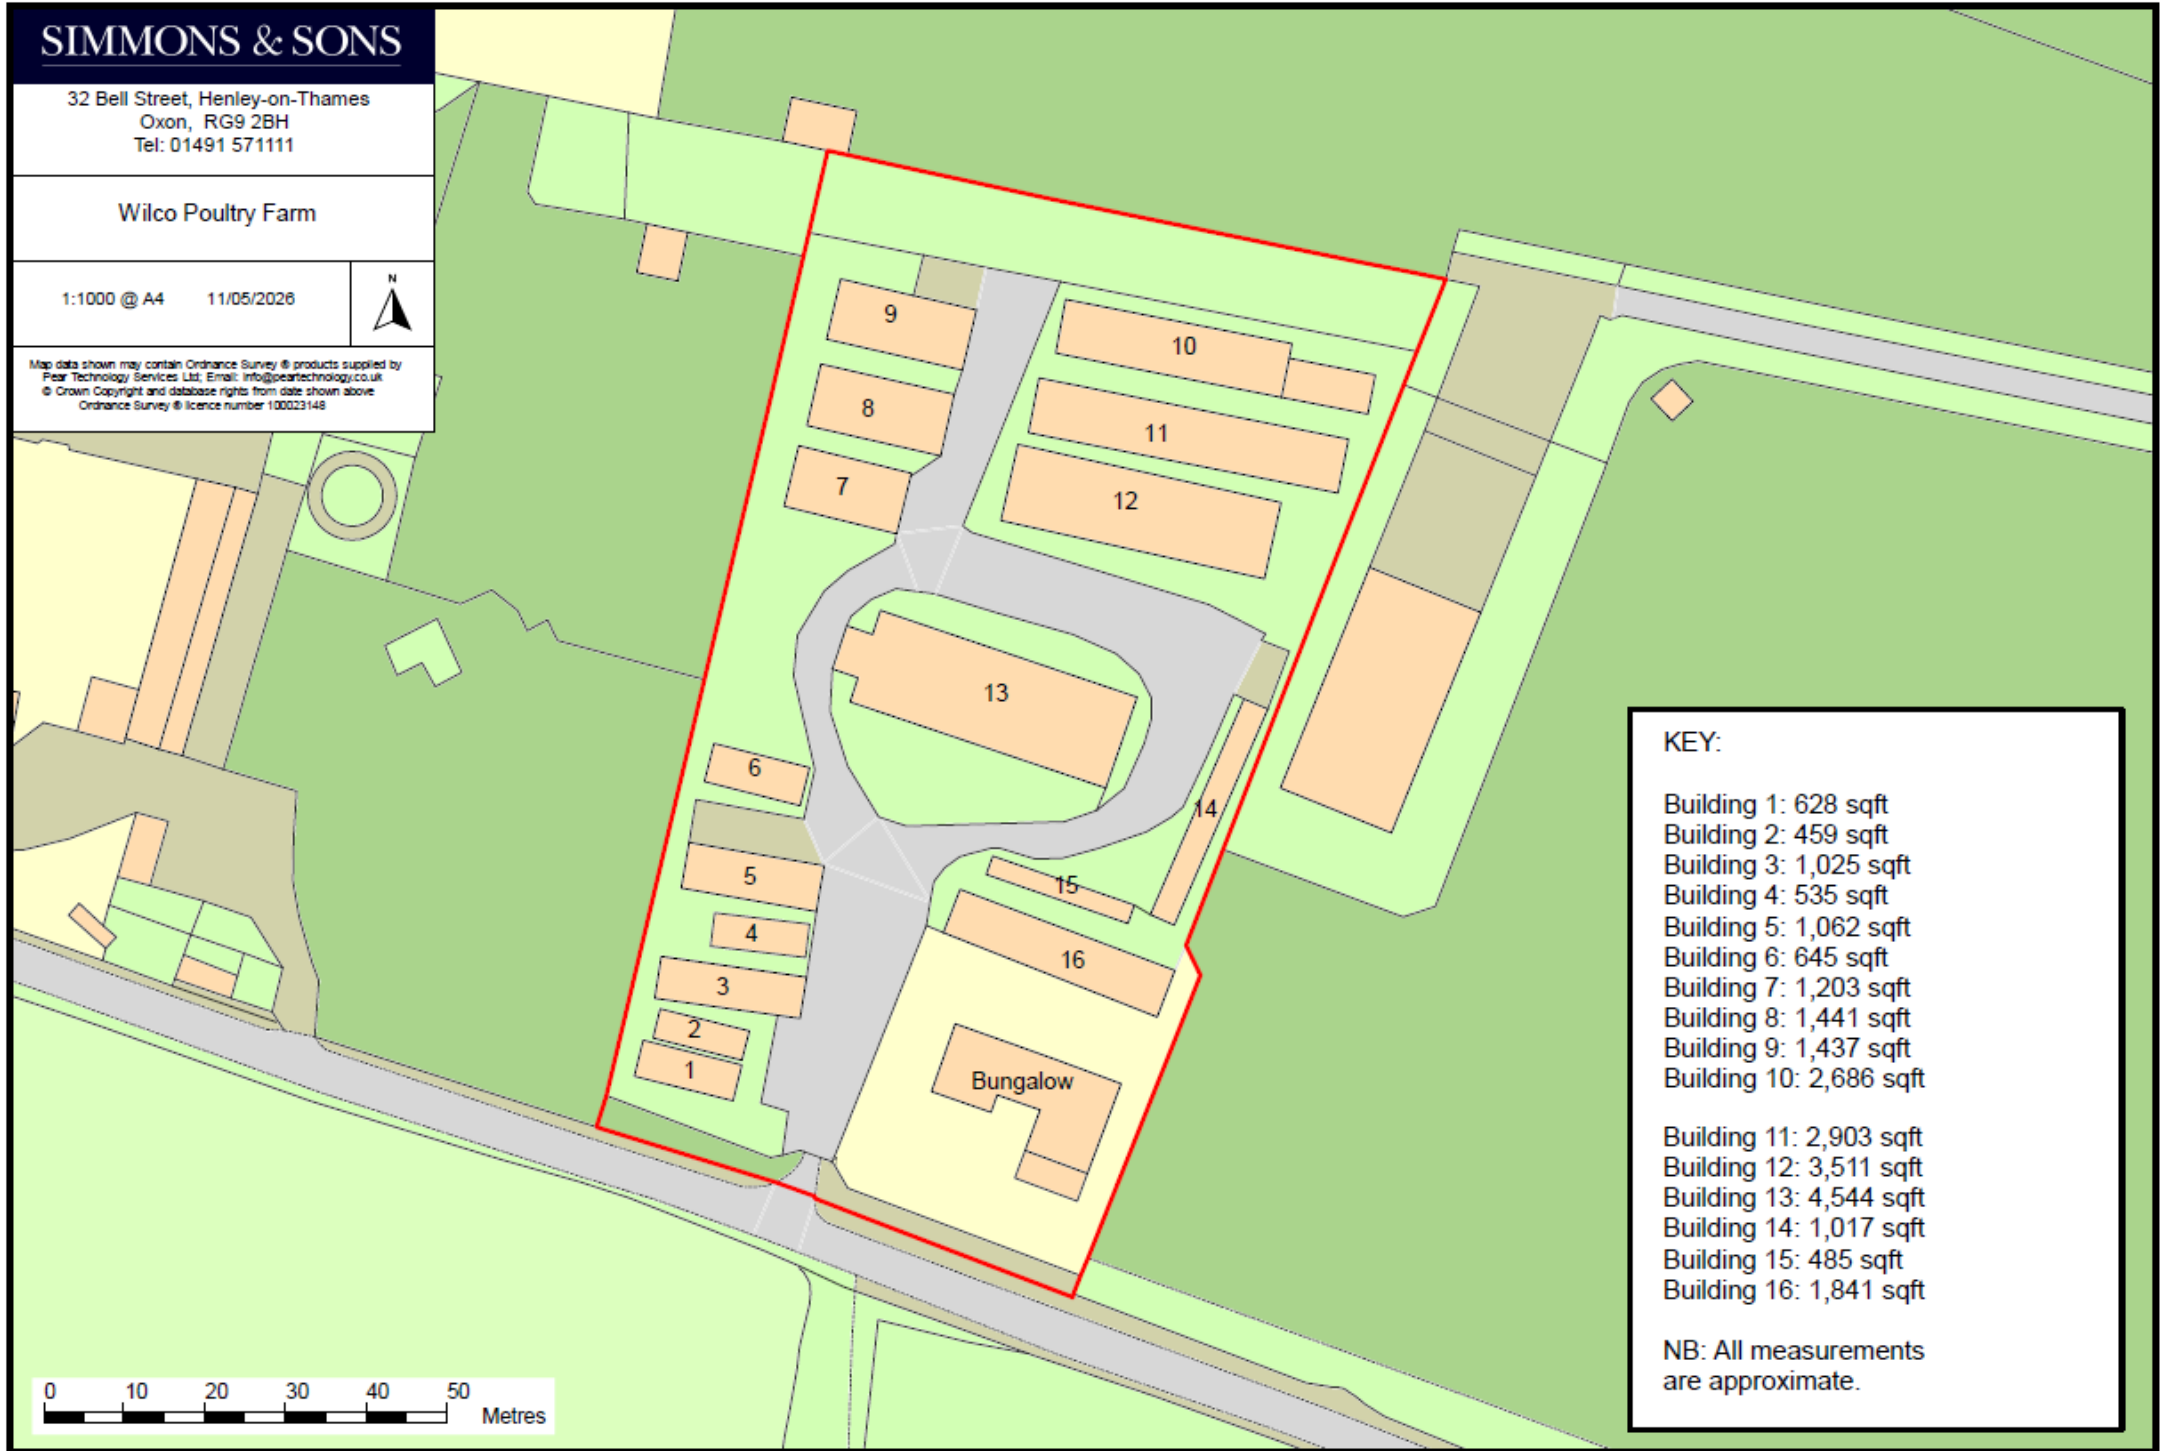 SIMMONS & SONS
32 Bell Street, Henley-on-Thames
Oxon, RG9 2BH
Tel: 01491 571111
Wilco Poultry Farm
1:1000 @ A4 11/05/2026
N
Map data shown may contain Ordnance Survey ® products supplied by
Pear Technology Services Ltd; Email: info@peartechnology.co.uk
© Crown Copyright and database rights from date shown above
Ordnance Survey ® licence number 100023148
9
10
8
11
7
12
13
6
14
5
15
4
16
3
2
1
Bungalow
KEY:
Building 1: 628 sqft
Building 2: 459 sqft
Building 3: 1,025 sqft
Building 4: 535 sqft
Building 5: 1,062 sqft
Building 6: 645 sqft
Building 7: 1,203 sqft
Building 8: 1,441 sqft
Building 9: 1,437 sqft
Building 10: 2,686 sqft
Building 11: 2,903 sqft
Building 12: 3,511 sqft
Building 13: 4,544 sqft
Building 14: 1,017 sqft
Building 15: 485 sqft
Building 16: 1,841 sqft
NB: All measurements
are approximate.
0 10 20 30 40 50
Metres